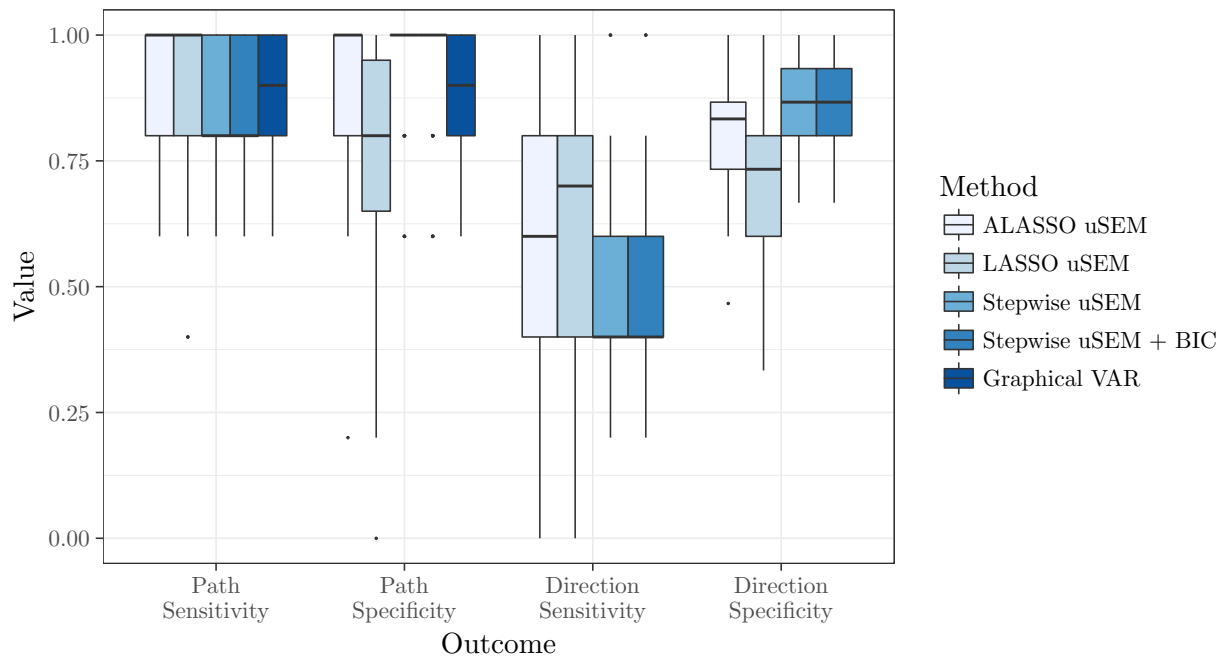 1.00
0.75
0.50
0.25
0.00
Value
Path
Sensitivity
Path
Specificity
Direction
Sensitivity
Direction
Specificity
Outcome
Method
ALASSO uSEM
LASSO uSEM
Stepwise uSEM
Stepwise uSEM + BIC
Graphical VAR